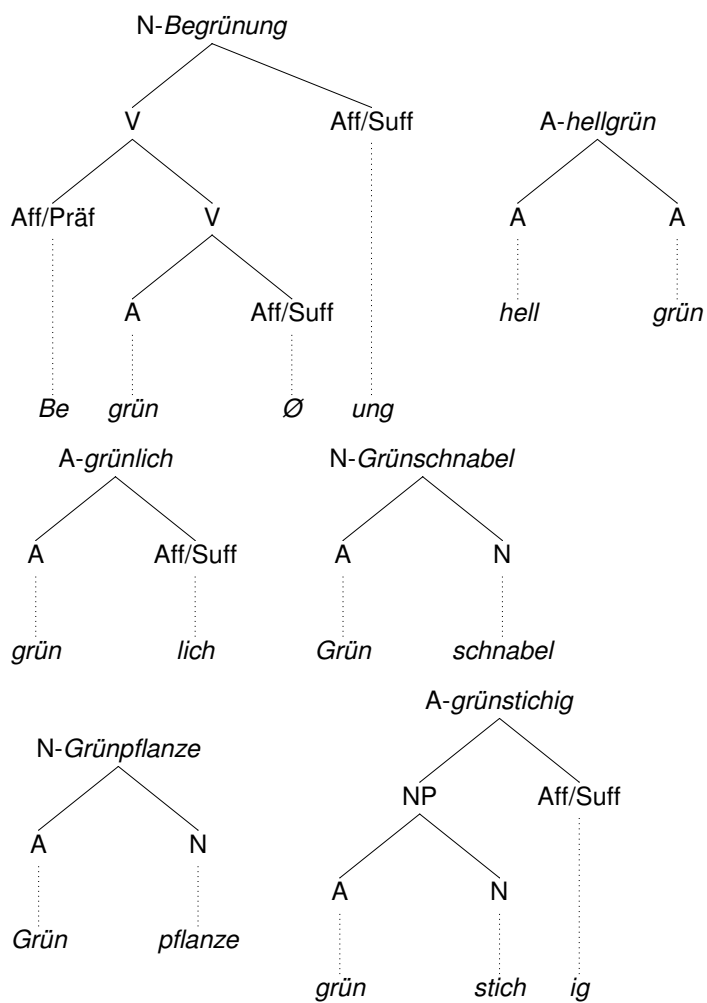 N-Begrünung
V Aff/Suff A-hellgrün
Aff/Präf V A A
A Aff/Suff hell grün
Be grün Ø ung
A-grünlich N-Grünschnabel
A Aff/Suff A N
grün lich Grün schnabel
A-grünstichig
N-Grünpflanze
NP Aff/Suff
A N
A N
Grün pflanze
grün stich ig